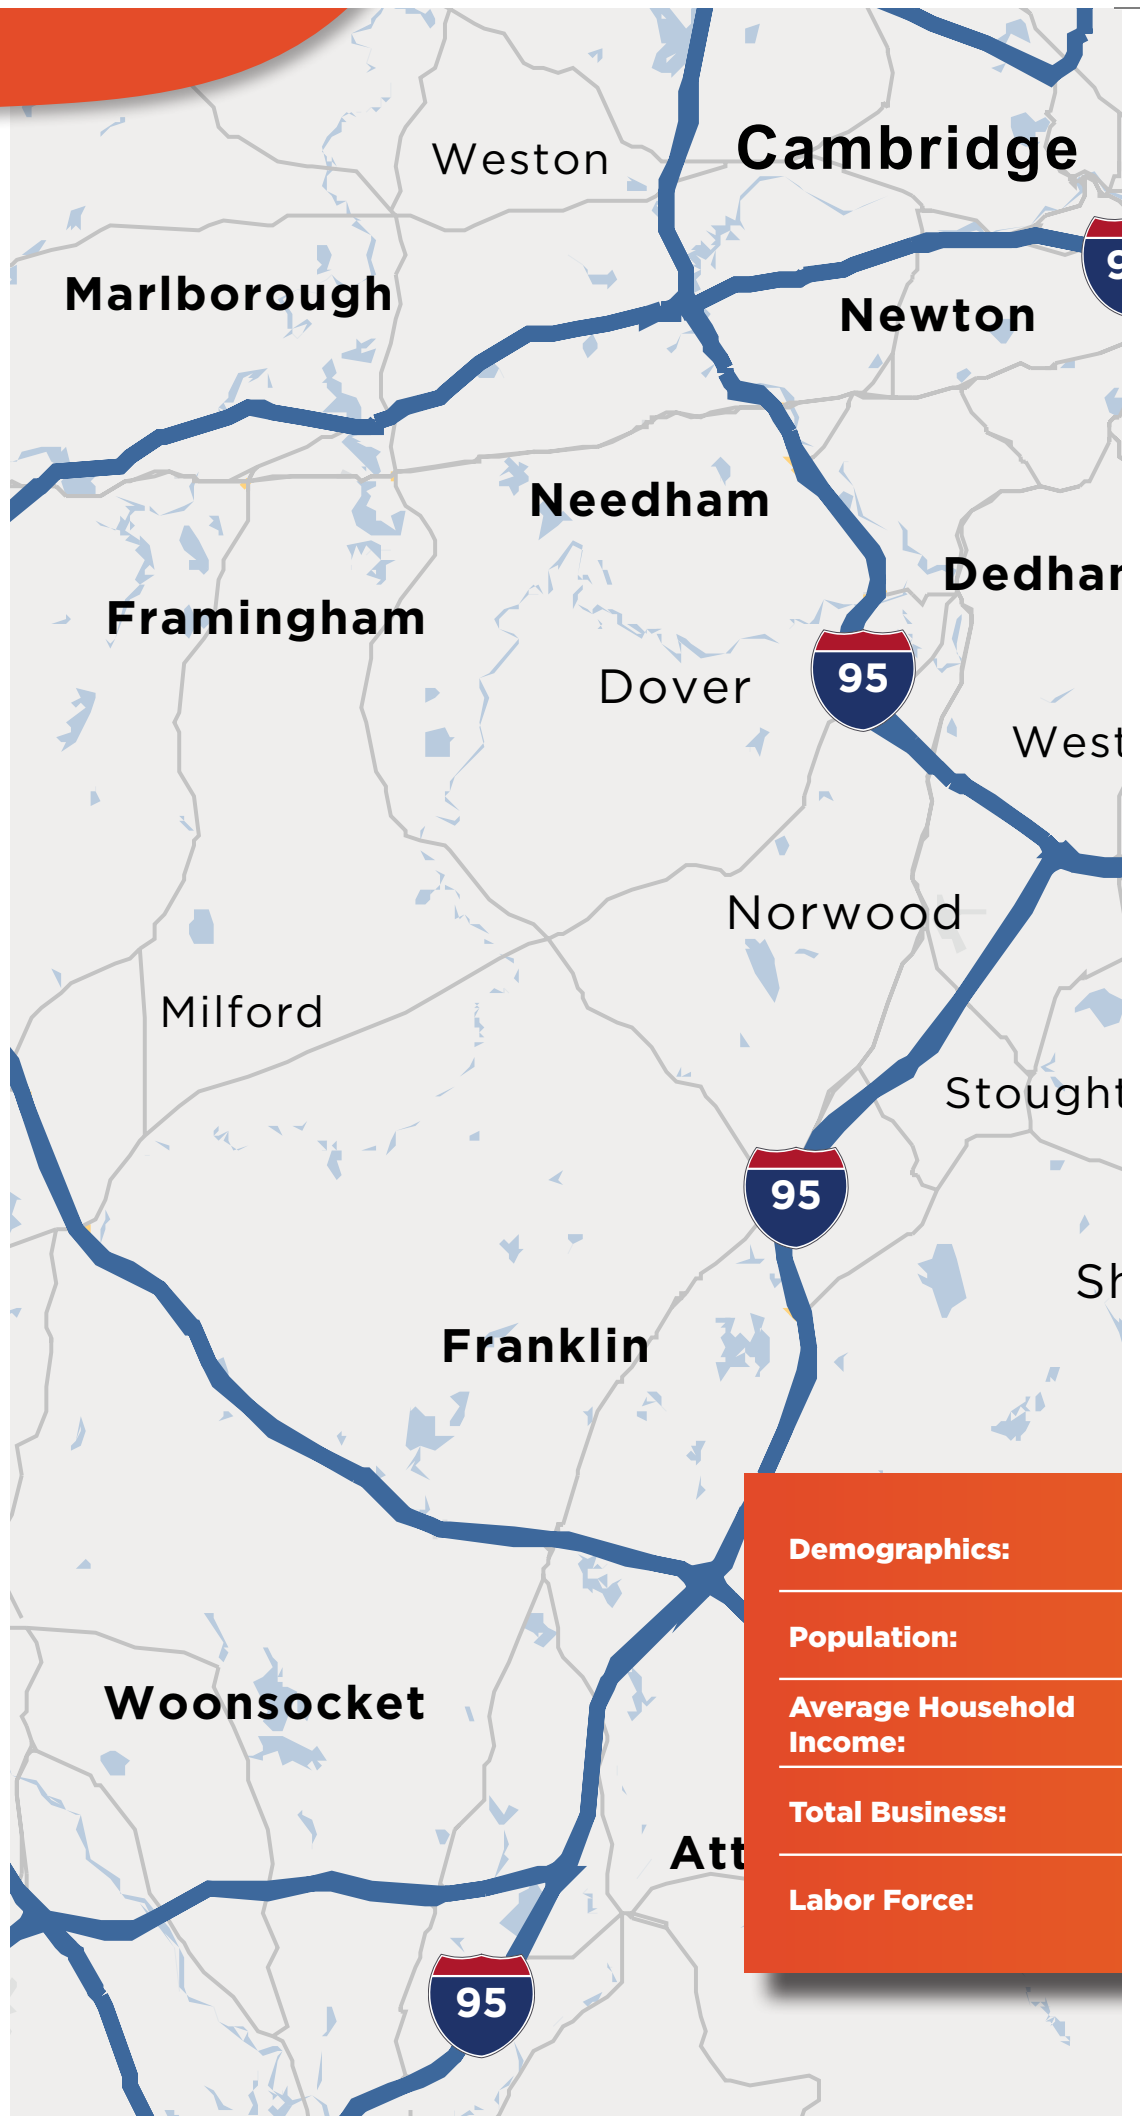 Weston
Cambridge
9
Marlborough
Newton
Needham
Dedhar
Framingham
95
Dover
West
Norwood
Milford
Stought
95
Sh
Franklin
Demographics:
Population:
Woonsocket
Average Household
Income:
Total Business:
Att
Labor Force:
95